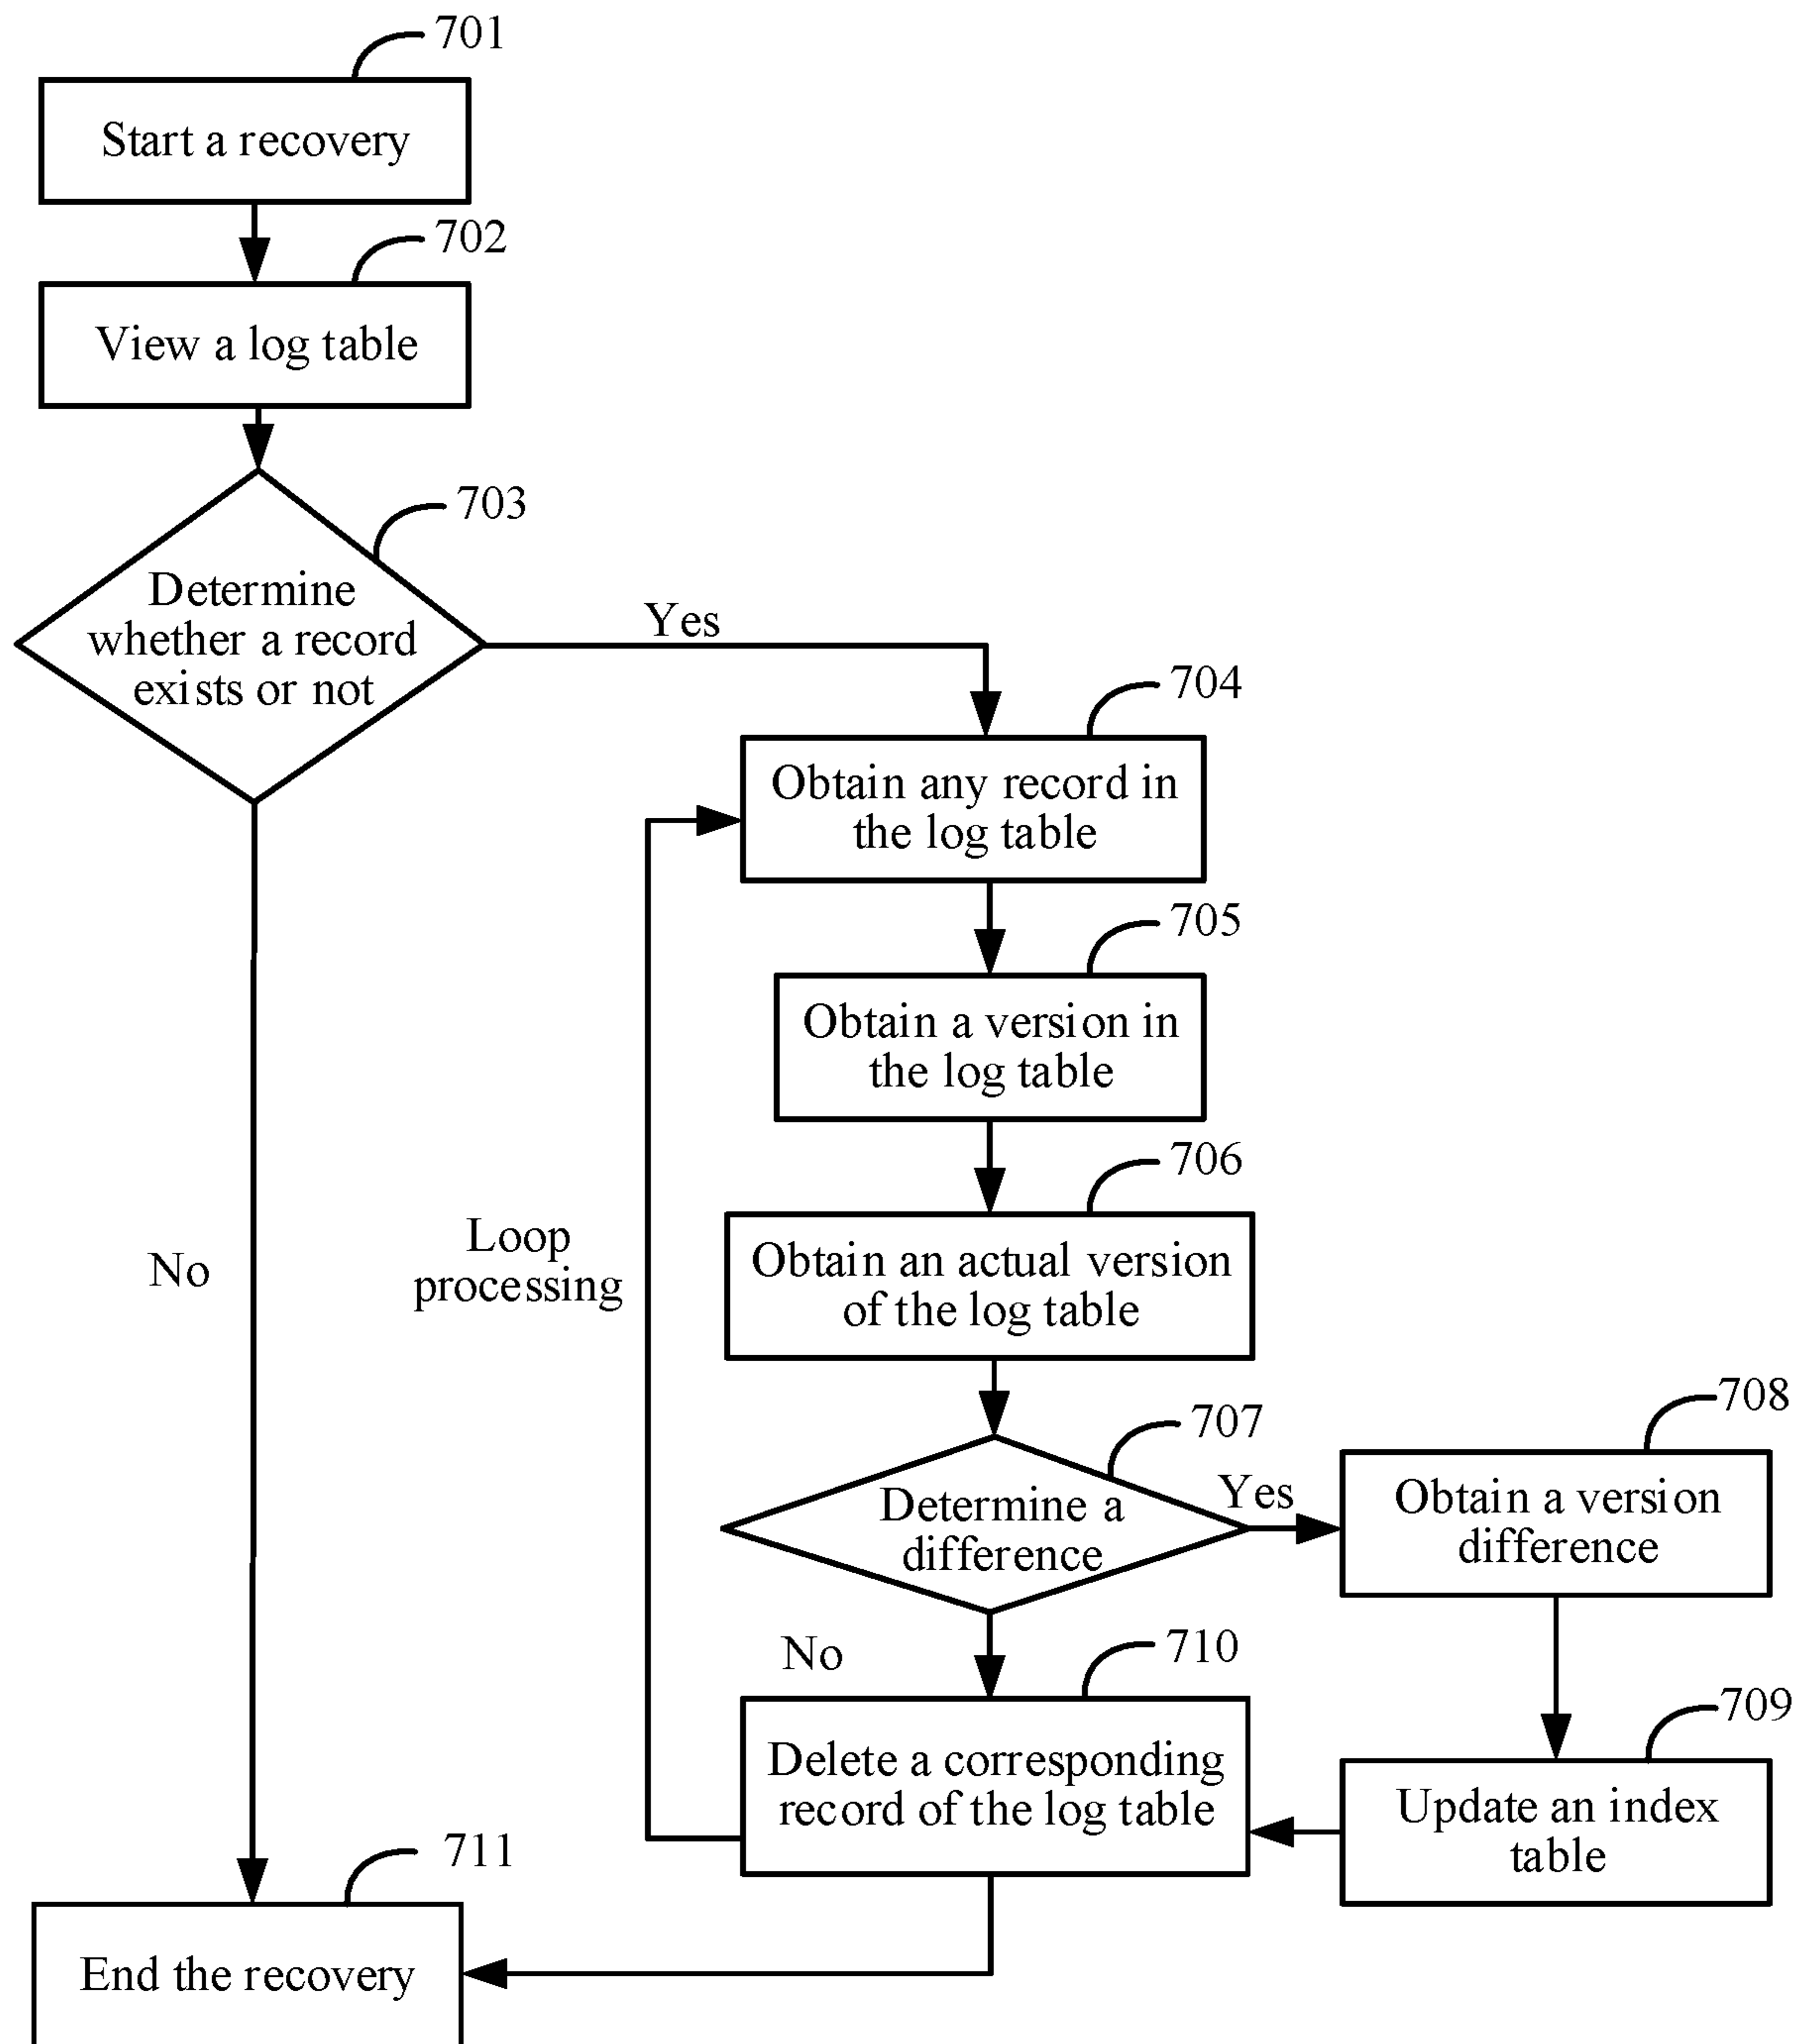 701
Start a recovery
702
View a log table
703
Determine
whether a record
exists or not
Yes
704
Obtain any record in
the log table
705
Obtain a version in
the log table
706
Obtain an actual version
of the log table
No
Loop
processing
707
Determine a
difference
Yes
708
Obtain a version
difference
No
710
Delete a corresponding
record of the log table
709
Update an index
table
711
End the recovery